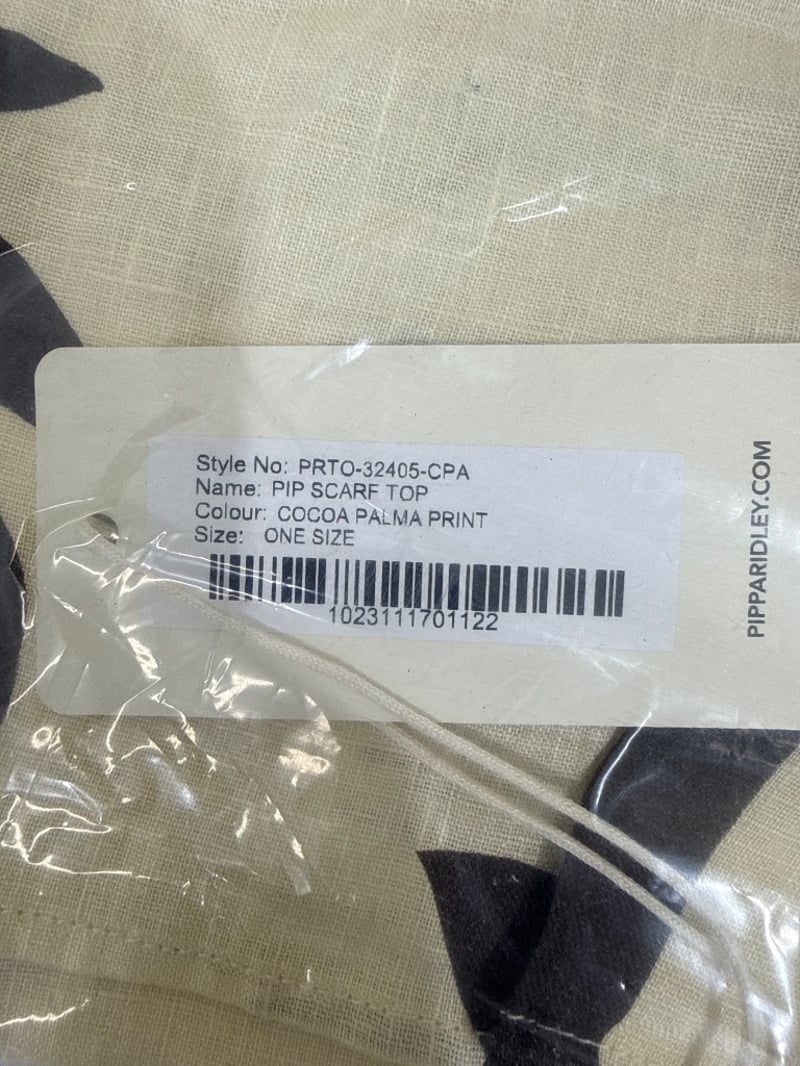 Style No: PRTO-32405-CPA
Name: PIP SCARF TOP
Colour: COCOA PALMA PRINT
Size: ONE SIZE
1023111701122
PIPPARIDLEY.COM